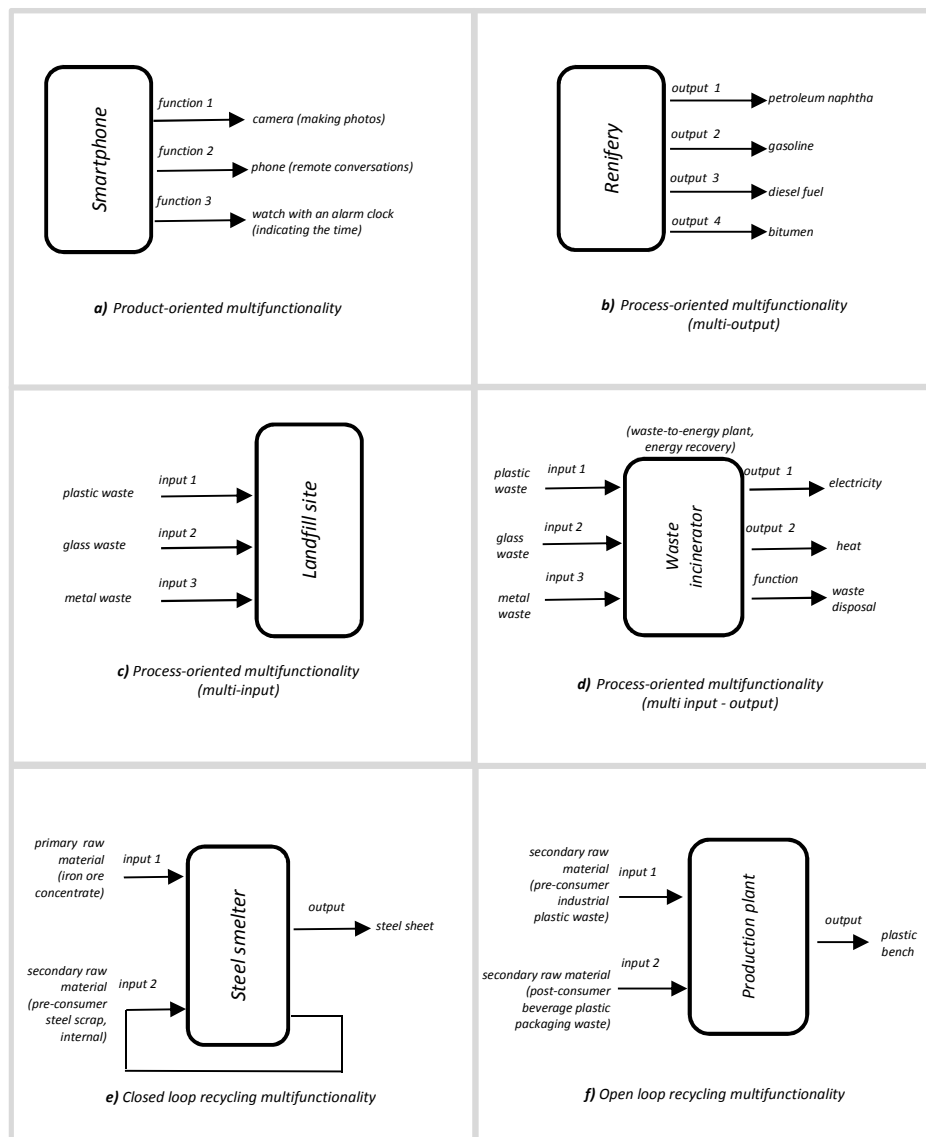 Smartphone
function 1
camera (making photos)
function 2
phone (remote conversations)
function 3
watch with an alarm clock
(indicating the time)
a) Product-oriented multifunctionality
Renifery
output 1
petroleum naphtha
output 2
gasoline
output 3
diesel fuel
output 4
bitumen
b) Process-oriented multifunctionality
(multi-output)
plastic waste
input 1
glass waste
input 2
metal waste
input 3
Landfill site
c) Process-oriented multifunctionality
(multi-input)
(waste-to-energy plant,
energy recovery)
plastic
waste
input 1
glass
waste
input 2
metal
waste
input 3
Waste
incinerator
output 1
electricity
output 2
heat
function
waste
disposal
d) Process-oriented multifunctionality
(multi input - output)
primary raw
material
(iron ore
concentrate)
input 1
secondary raw
material
(pre-consumer
steel scrap,
internal)
input 2
Steel smelter
output
steel sheet
e) Closed loop recycling multifunctionality
secondary raw
material
(pre-consumer
industrial
plastic waste)
input 1
secondary raw material
(post-consumer
beverage plastic
packaging waste)
input 2
Production plant
output
plastic
bench
f) Open loop recycling multifunctionality